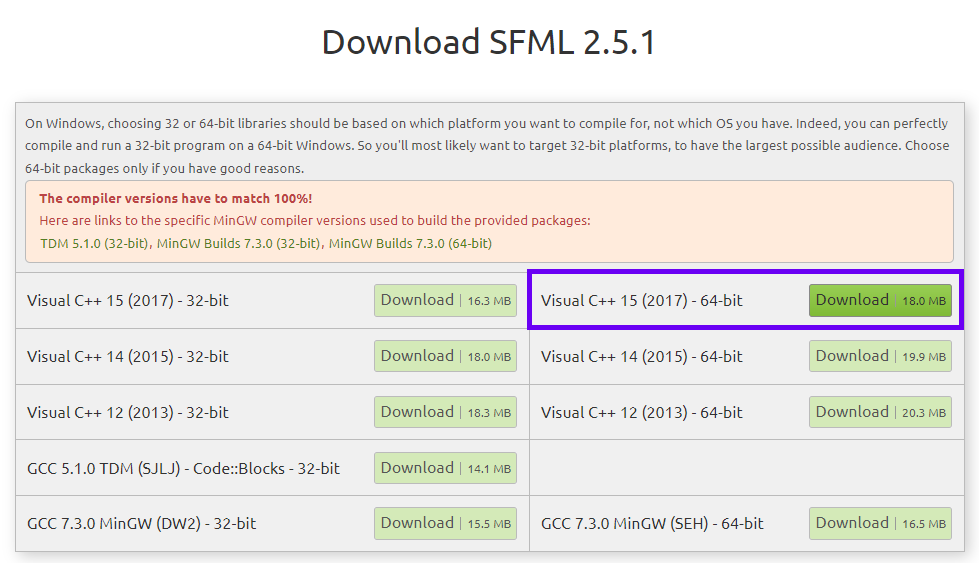 Download SFML 2.5.1
On Windows, choosing 32 or 64-bit libraries should be based on which platform you want to compile for, not which OS you have. Indeed, you can perfectly
compile and run a 32-bit program on a 64-bit Windows. So you'll most likely want to target 32-bit platforms, to have the largest possible audience. Choose
64-bit packages only if you have good reasons.
The compiler versions have to match 100%!
Here are links to the specific MinGW compiler versions used to build the provided packages:
TDM 5.1.0 (32-bit), MinGW Builds 7.3.0 (32-bit), MinGW Builds 7.3.0 (64-bit)
Visual C++ 15 (2017) - 32-bit Download | 16.3 MB Visual C++ 15 (2017) - 64-bit Download | 18.0 MB
Visual C++ 14 (2015) - 32-bit Download | 18.0 MB Visual C++ 14 (2015) - 64-bit Download | 19.9 MB
Visual C++ 12 (2013) - 32-bit Download | 18.3 MB Visual C++ 12 (2013) - 64-bit Download | 20.3 MB
GCC 5.1.0 TDM (SJLJ) - Code::Blocks - 32-bit Download | 14.1 MB
GCC 7.3.0 MinGW (DW2) - 32-bit Download | 15.5 MB GCC 7.3.0 MinGW (SEH) - 64-bit Download | 16.5 MB